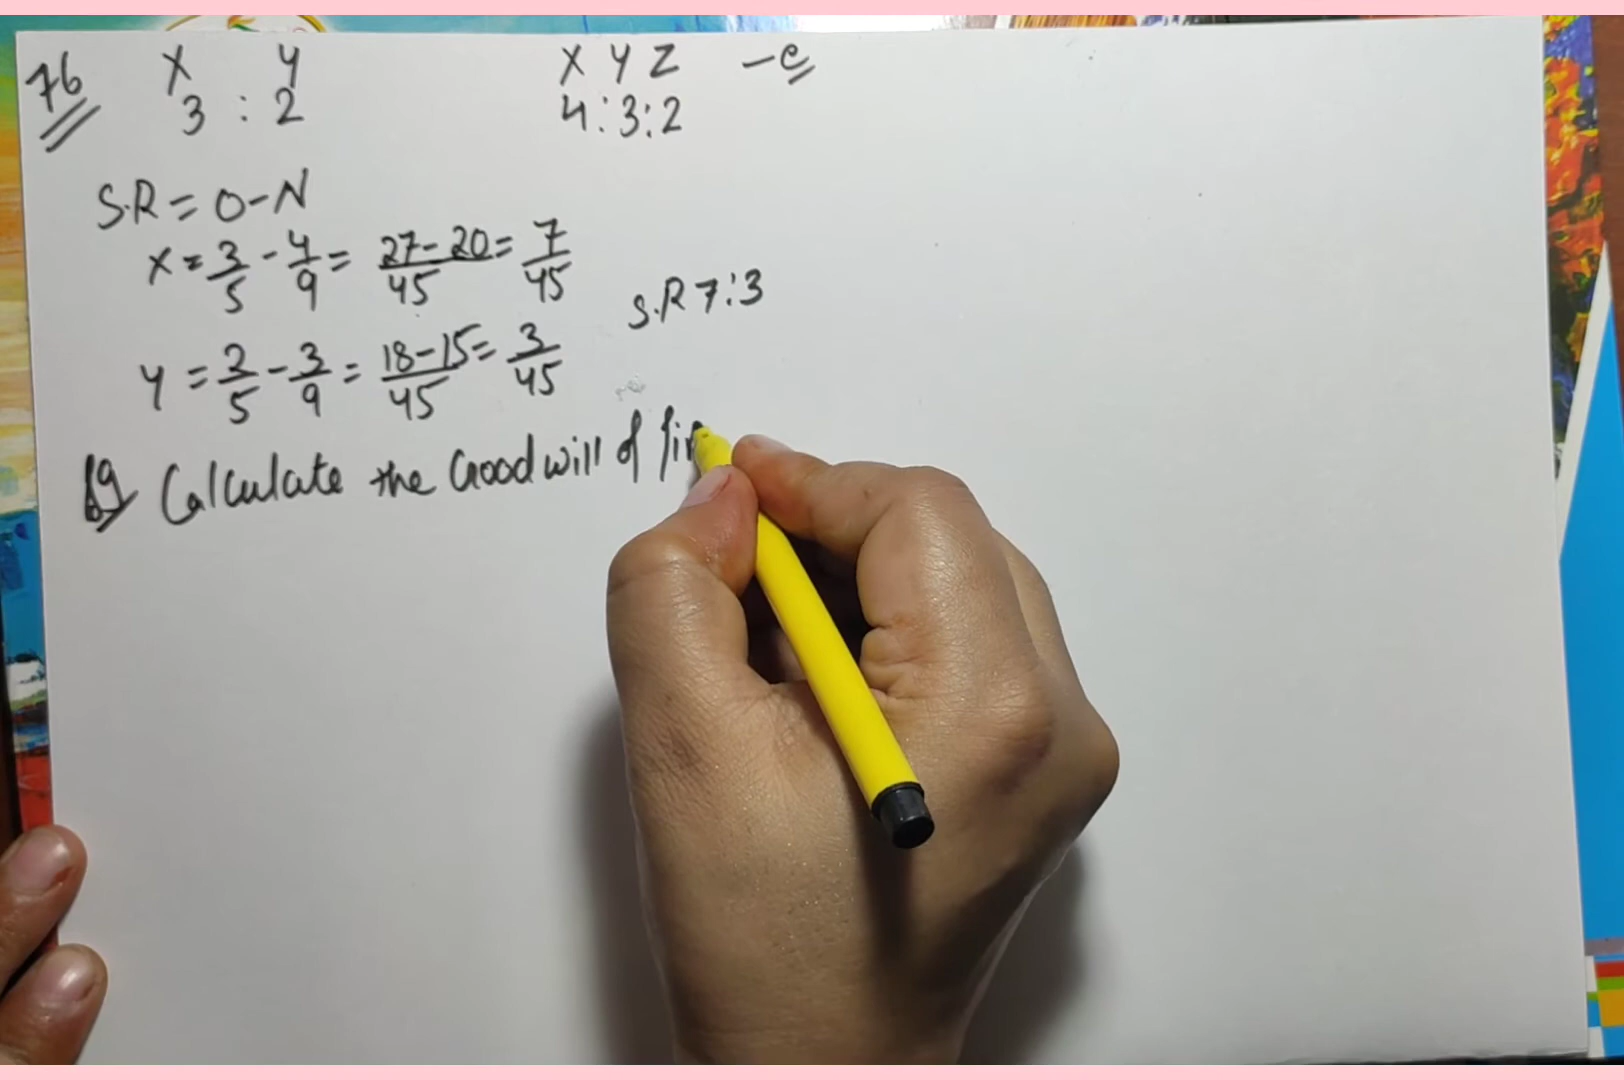 76 X Y X Y Z - C
3 : 2 4:3:2
S.R = O-N
X = 3/5 - 4/9 = 27-20/45 = 7/45
S.R 7:3
Y = 2/5 - 3/9 = 18-15/45 = 3/45
Calculate the Goodwill of